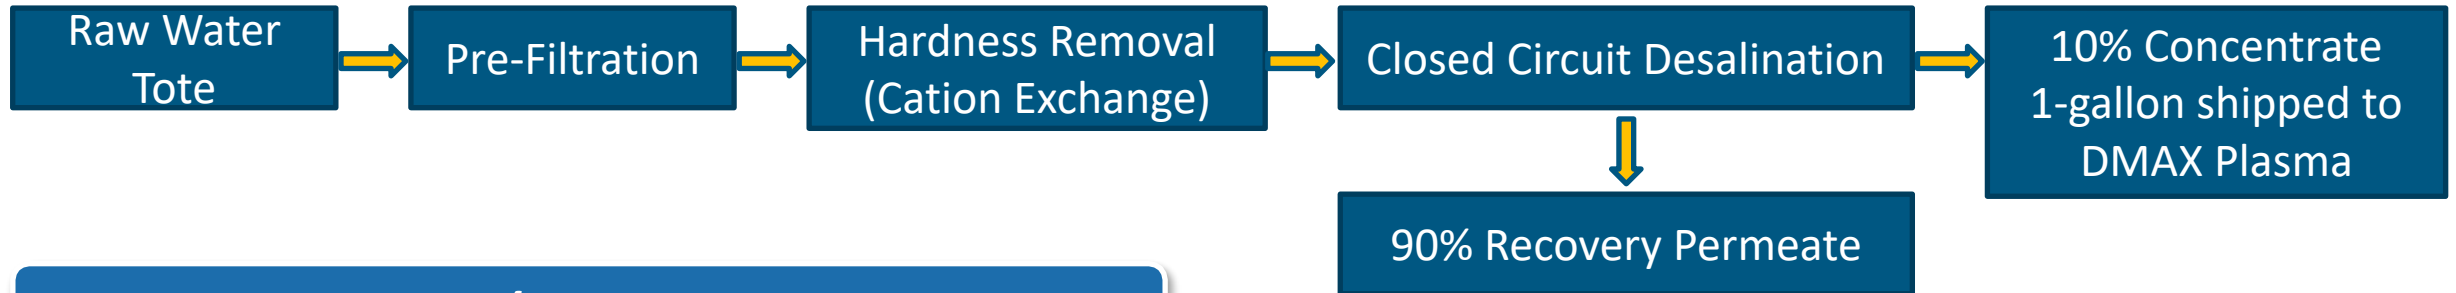 Raw Water
Tote
Pre-Filtration
Hardness Removal
(Cation Exchange)
Closed Circuit Desalination
10% Concentrate
1-gallon shipped to
DMAX Plasma
90% Recovery Permeate